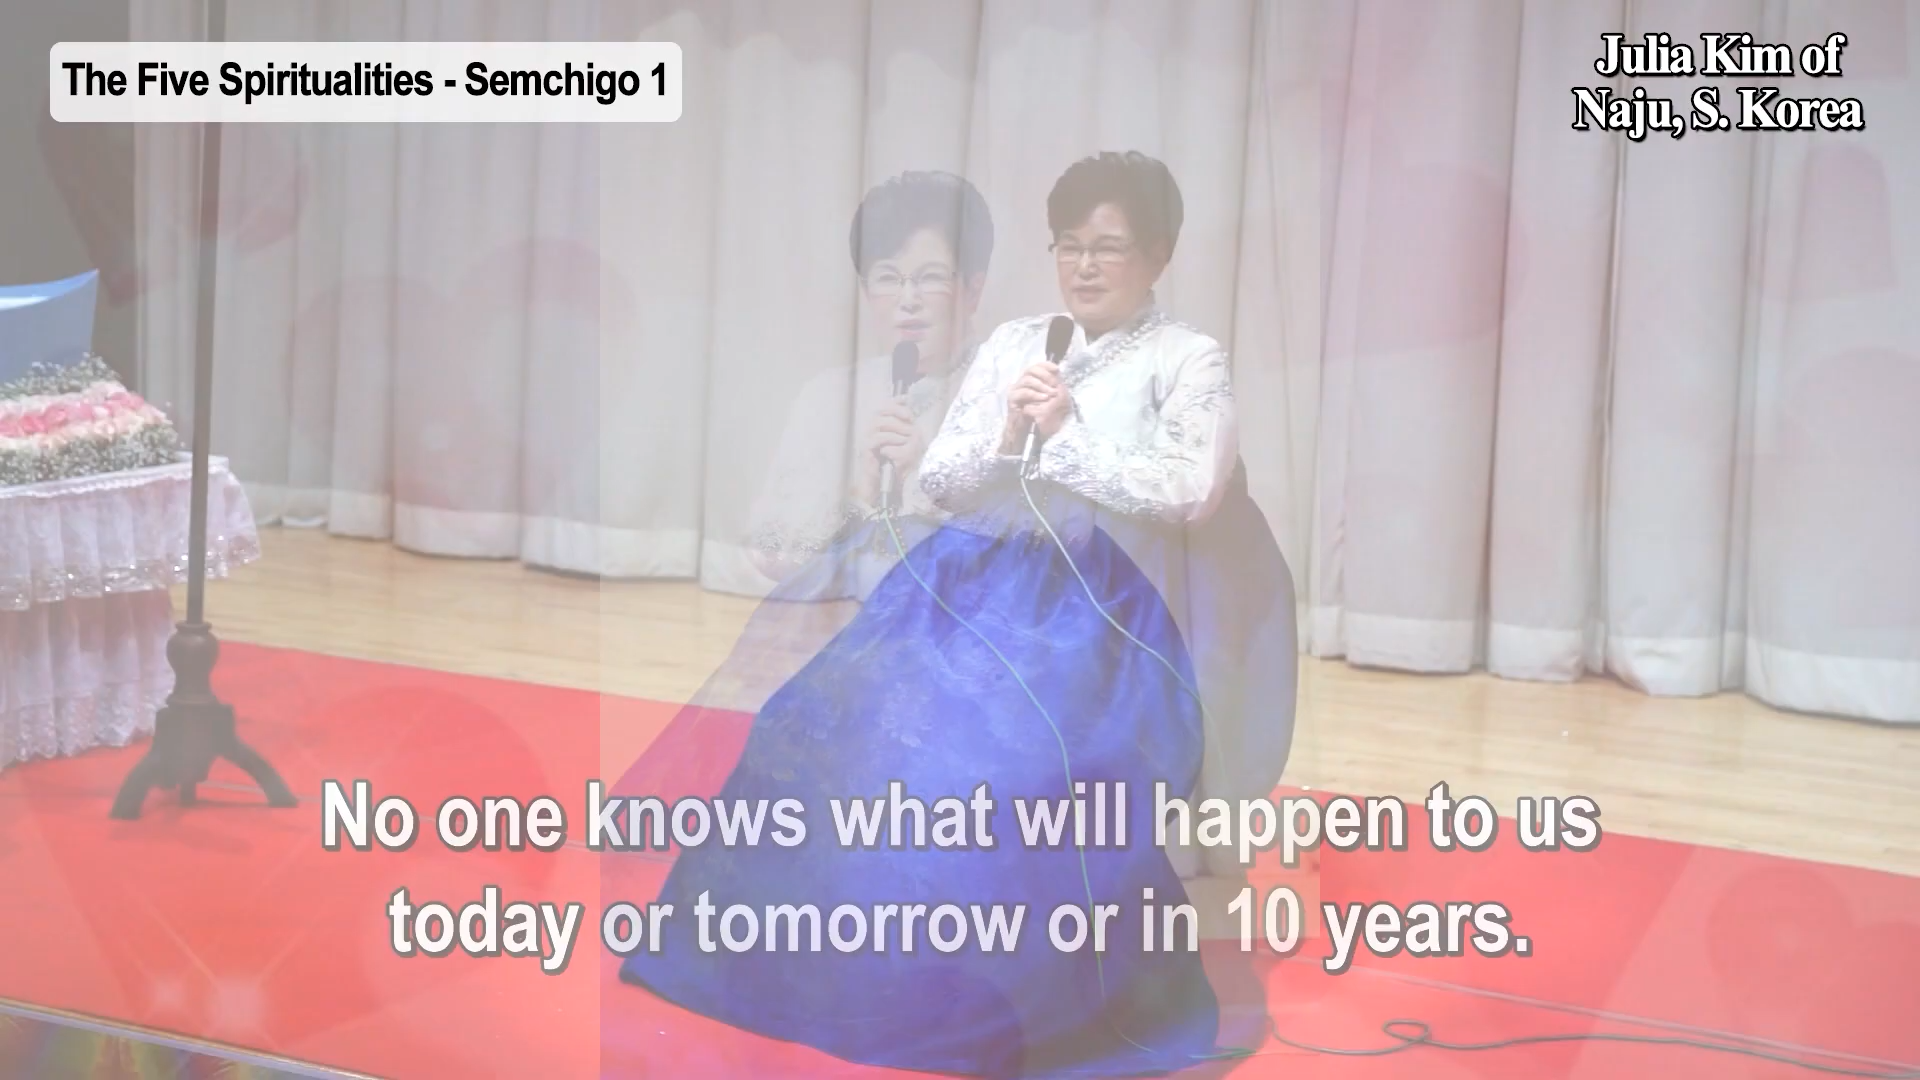 The Five Spiritualities - Semchigo 1
Julia Kim of
Naju, S. Korea
No one knows what will happen to us
today or tomorrow or in 10 years.